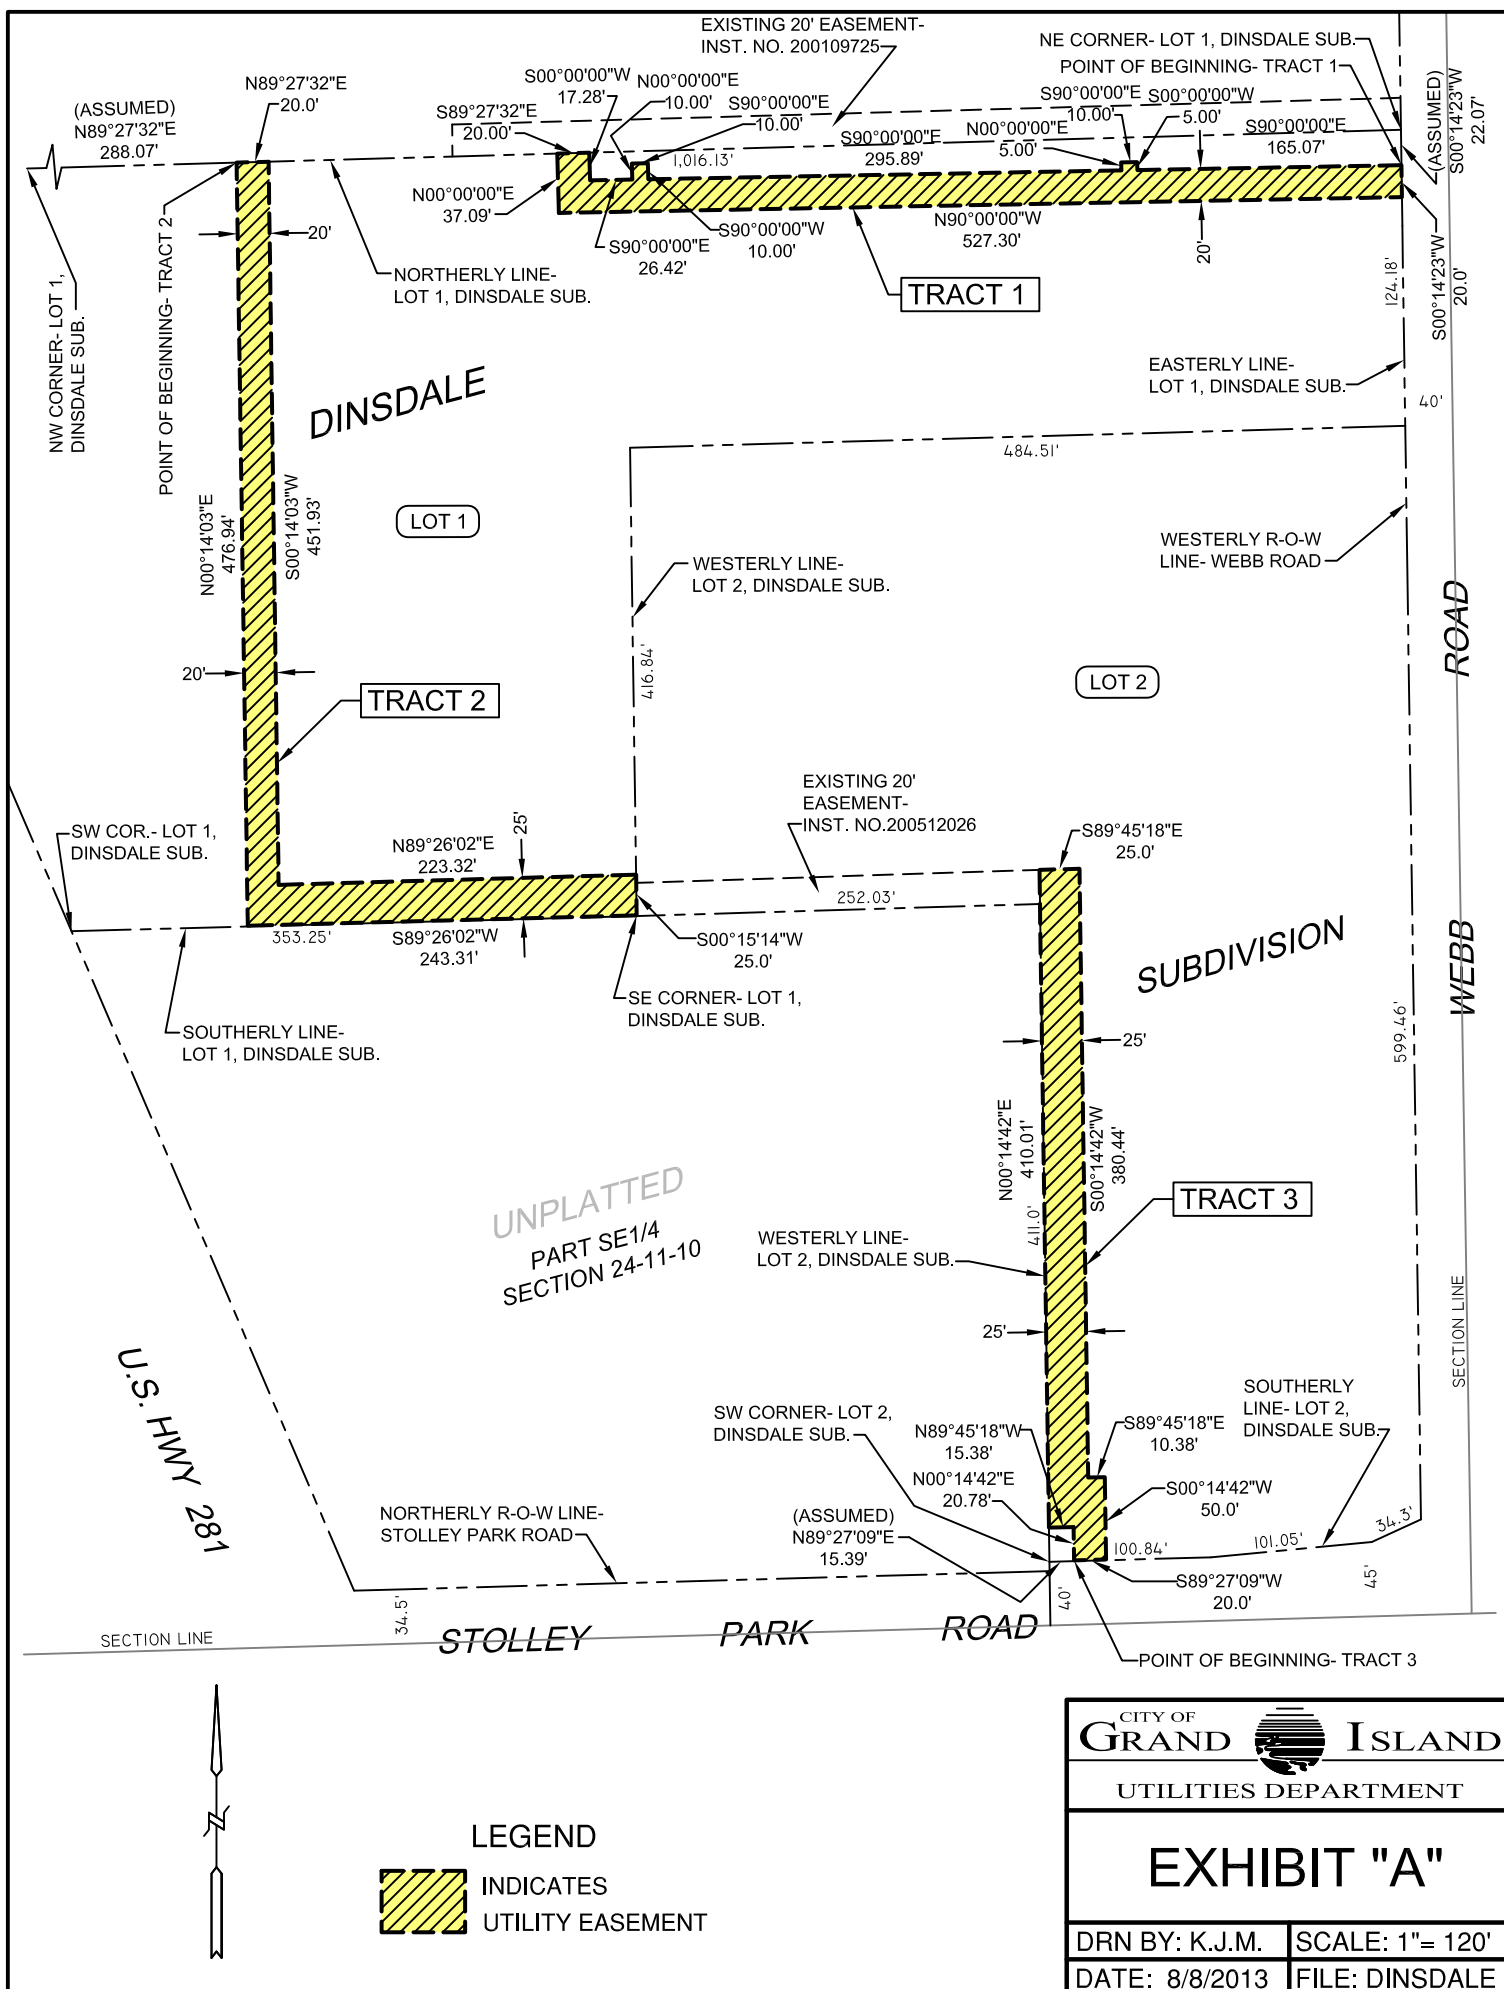 EXISTING 20' EASEMENT-
INST. NO. 200109725
NE CORNER- LOT 1, DINSDALE SUB.
POINT OF BEGINNING- TRACT 1
(ASSUMED)
N89°27'32"E
288.07'
N89°27'32"E
20.0'
S89°27'32"E
20.00'
S00°00'00"W
17.28'
N00°00'00"E
10.00'
S90°00'00"E
10.00'
1,016.13'
S90°00'00"E
295.89'
N00°00'00"E
5.00'
S90°00'00"E
10.00'
S00°00'00"W
5.00'
S90°00'00"E
165.07'
(ASSUMED)
S00°14'23"W
22.07'
N00°00'00"E
37.09'
S90°00'00"E
26.42'
S90°00'00"W
10.00'
N90°00'00"W
527.30'
20'
S00°14'23"W
20.0'
124.18'
20'
NORTHERLY LINE-
LOT 1, DINSDALE SUB.
TRACT 1
NW CORNER- LOT 1,
DINSDALE SUB.
POINT OF BEGINNING- TRACT 2
EASTERLY LINE-
LOT 1, DINSDALE SUB.
40'
DINSDALE
484.51'
N00°14'03"E
476.94'
S00°14'03"W
451.93'
LOT 1
WESTERLY LINE-
LOT 2, DINSDALE SUB.
WESTERLY R-O-W
LINE- WEBB ROAD
416.84'
LOT 2
ROAD
20'
TRACT 2
EXISTING 20'
EASEMENT-
INST. NO.200512026
SW COR.- LOT 1,
DINSDALE SUB.
N89°26'02"E
223.32'
25'
S89°45'18"E
25.0'
252.03'
353.25'
S89°26'02"W
243.31'
S00°15'14"W
25.0'
SUBDIVISION
WEBB
SE CORNER- LOT 1,
DINSDALE SUB.
SOUTHERLY LINE-
LOT 1, DINSDALE SUB.
25'
599.46'
N00°14'42"E
410.01'
S00°14'42"W
380.44'
UNPLATTED
PART SE1/4
SECTION 24-11-10
TRACT 3
411.0'
WESTERLY LINE-
LOT 2, DINSDALE SUB.
25'
SECTION LINE
U.S. HWY 281
SW CORNER- LOT 2,
DINSDALE SUB.
N89°45'18"W
15.38'
N00°14'42"E
20.78'
S89°45'18"E
10.38'
SOUTHERLY
LINE- LOT 2,
DINSDALE SUB.
S00°14'42"W
50.0'
NORTHERLY R-O-W LINE-
STOLLEY PARK ROAD
(ASSUMED)
N89°27'09"E
15.39'
100.84'
101.05'
34.3'
S89°27'09"W
20.0'
45'
40'
34.5'
SECTION LINE
STOLLEY PARK ROAD
POINT OF BEGINNING- TRACT 3
CITY OF
GRAND ISLAND
UTILITIES DEPARTMENT
LEGEND
INDICATES
UTILITY EASEMENT
EXHIBIT "A"
DRN BY: K.J.M.
SCALE: 1"= 120'
DATE: 8/8/2013
FILE: DINSDALE